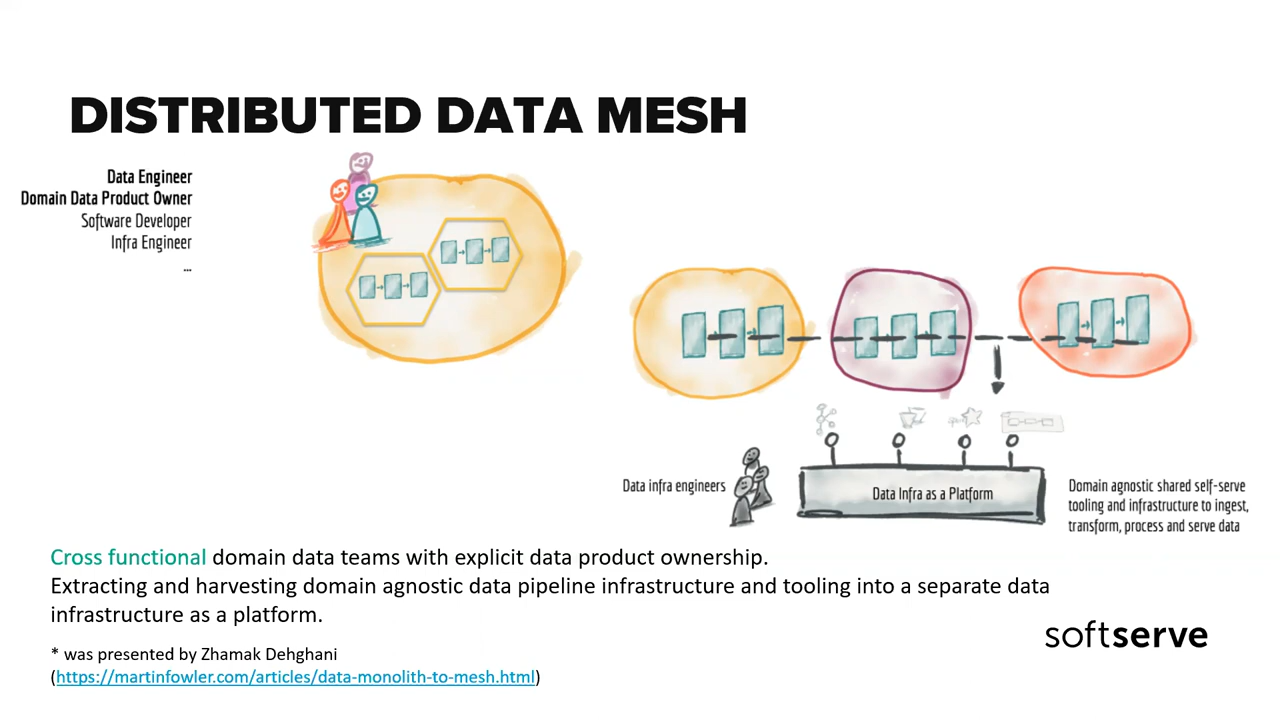 DISTRIBUTED DATA MESH
Data Engineer
Domain Data Product Owner
Software Developer
Infra Engineer
...
Data infra engineers
Data Infra as a Platform
Domain agnostic shared self-serve
tooling and infrastructure to ingest,
transform, process and serve data
Cross functional domain data teams with explicit data product ownership.
Extracting and harvesting domain agnostic data pipeline infrastructure and tooling into a separate data
infrastructure as a platform.
* was presented by Zhamak Dehghani
(https://martinfowler.com/articles/data-monolith-to-mesh.html)
softserve